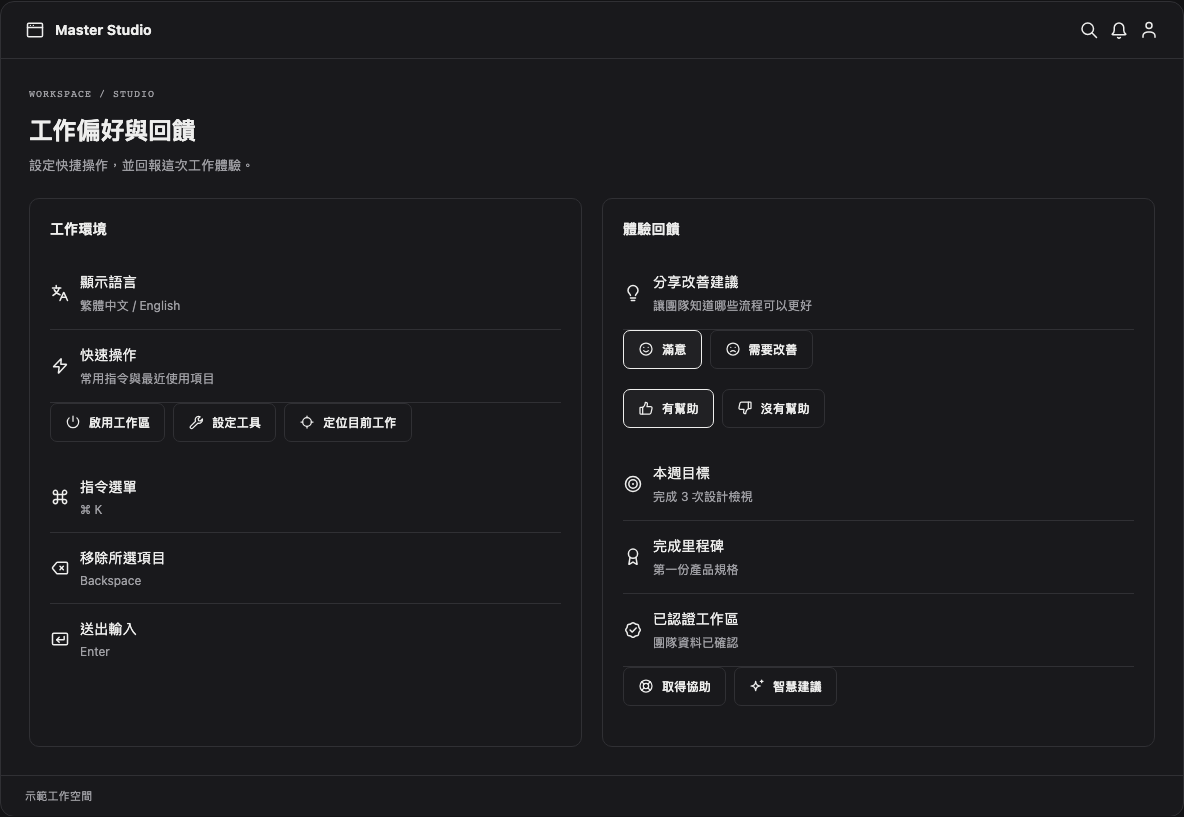 Master Studio
WORKSPACE / STUDIO
工作偏好與回饋
設定快捷操作，並回報這次工作體驗。
工作環境
顯示語言
繁體中文 / English
快速操作
常用指令與最近使用項目
啟用工作區 設定工具 定位目前工作
指令選單
⌘ K
移除所選項目
Backspace
送出輸入
Enter
體驗回饋
分享改善建議
讓團隊知道哪些流程可以更好
滿意 需要改善
有幫助 沒有幫助
本週目標
完成 3 次設計檢視
完成里程碑
第一份產品規格
已認證工作區
團隊資料已確認
取得協助 智慧建議
示範工作空間